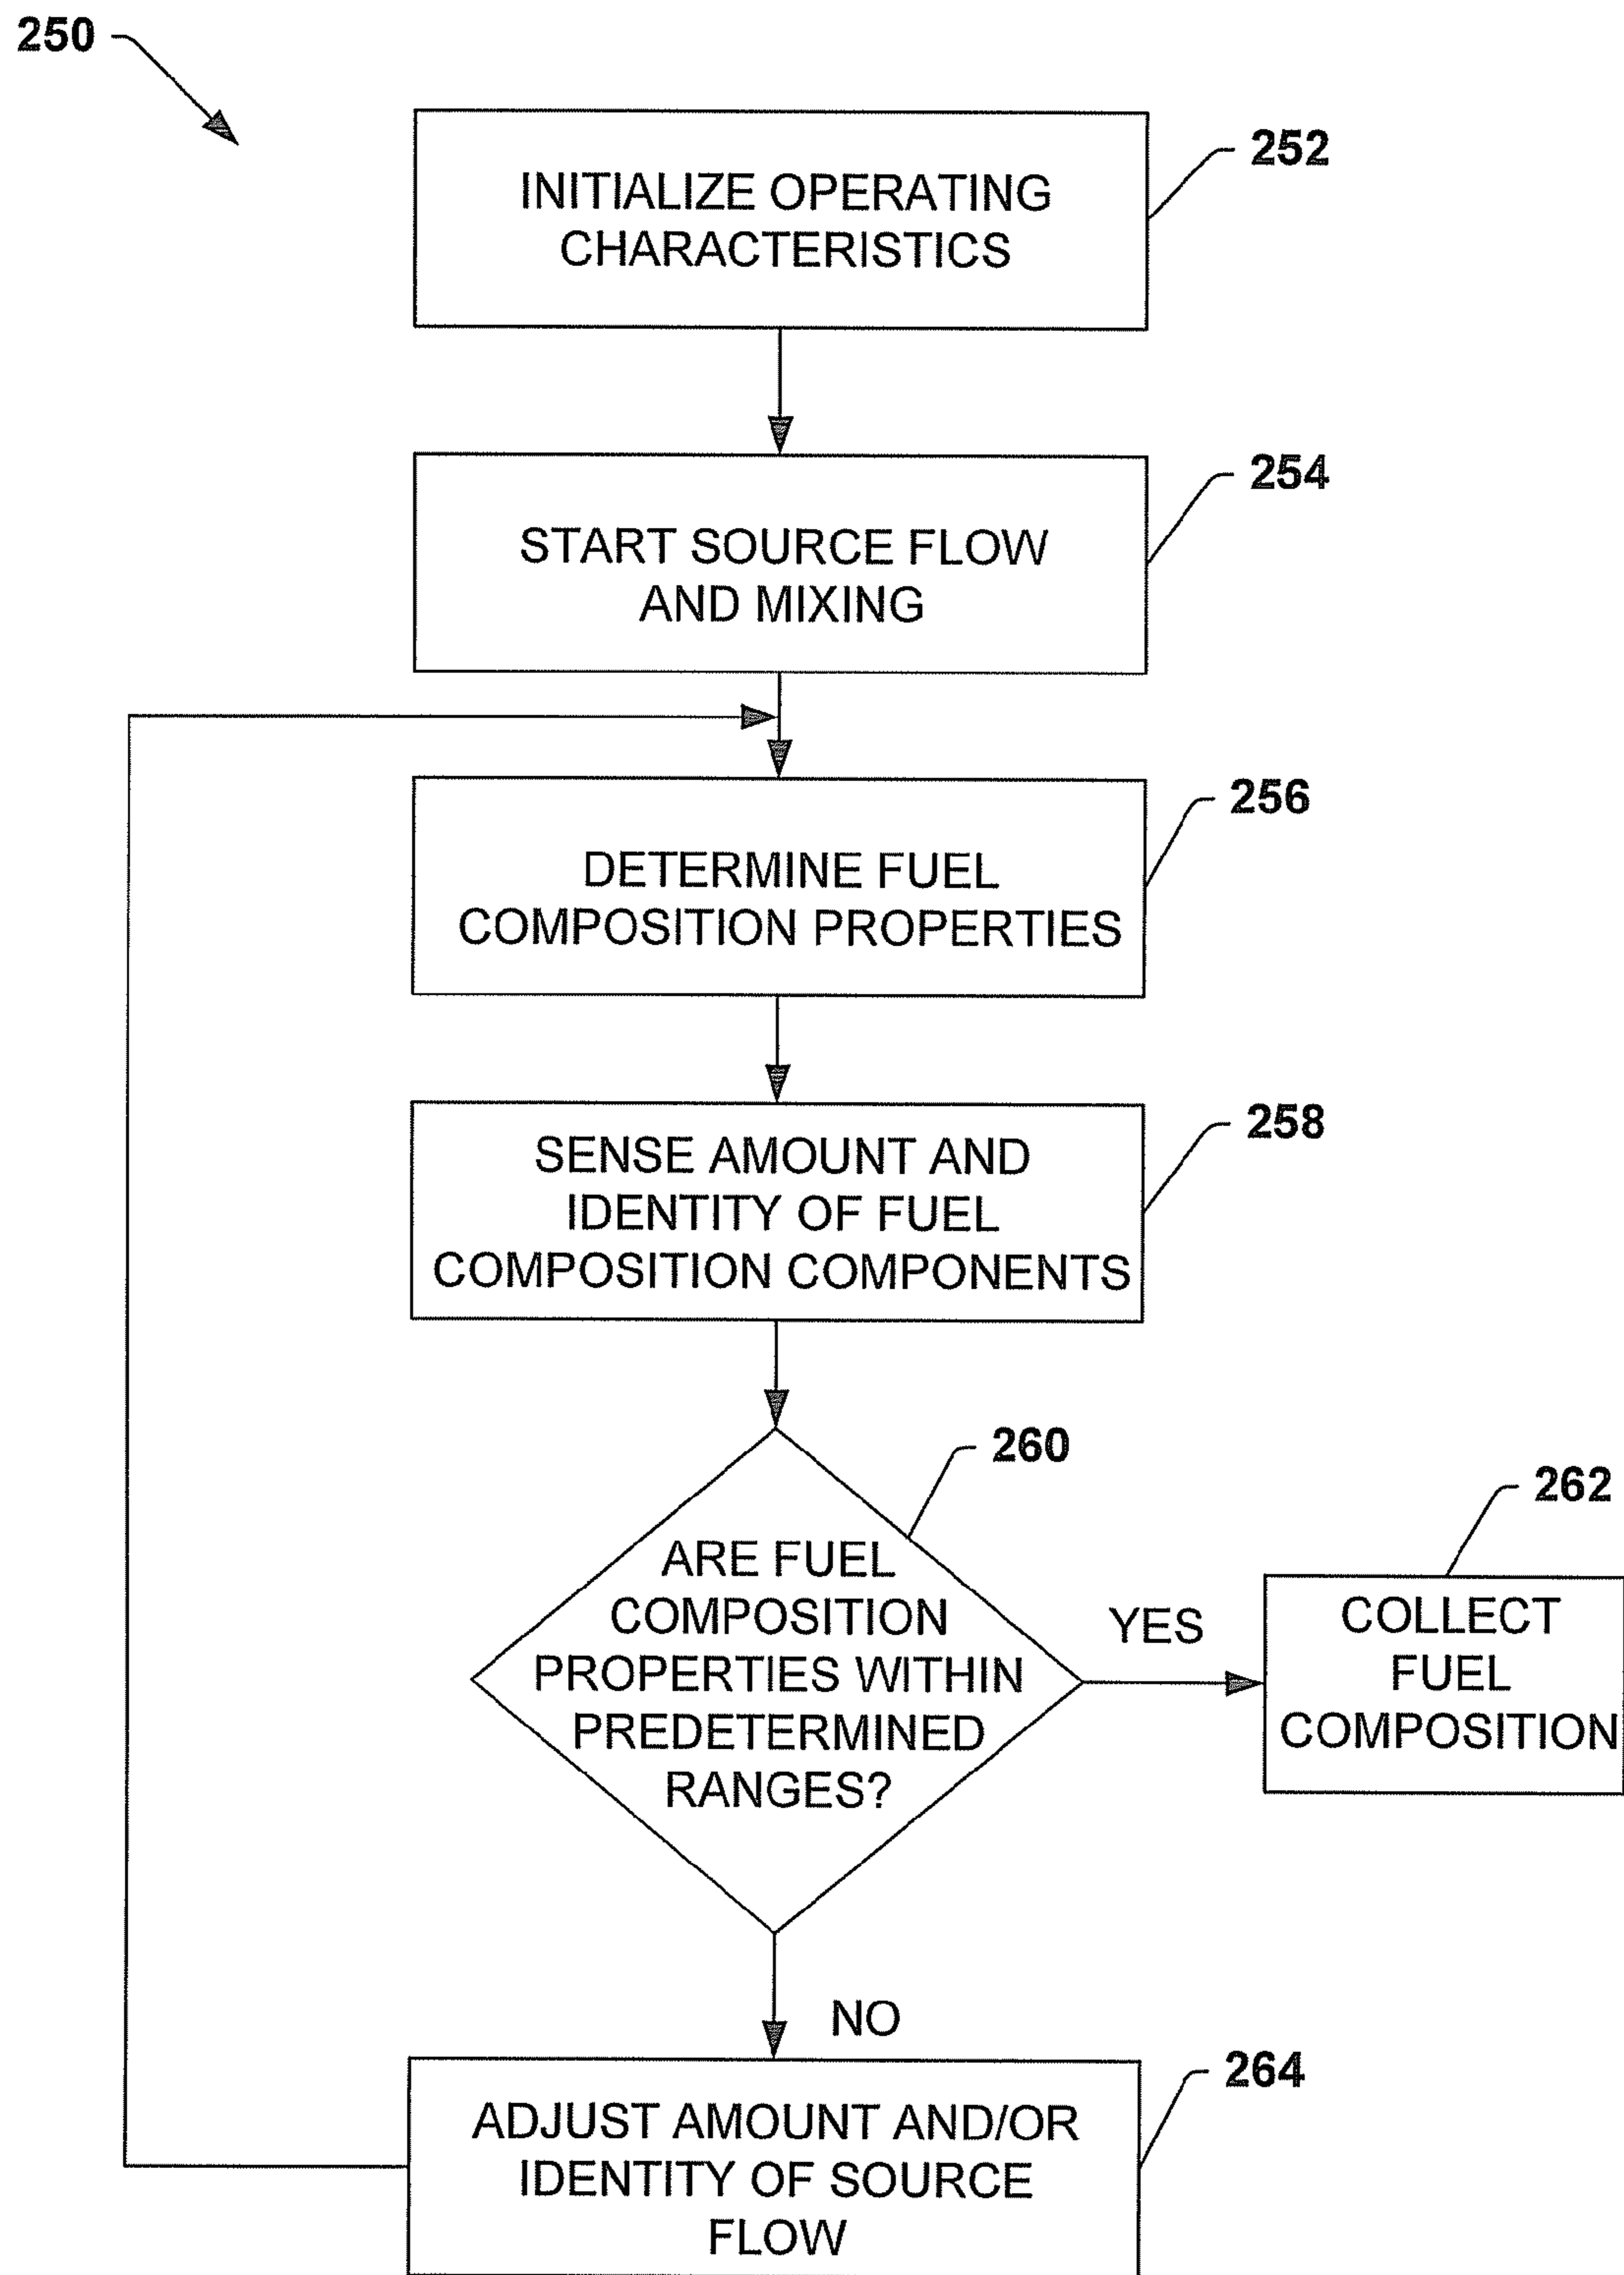 250
252
INITIALIZE OPERATING
CHARACTERISTICS
254
START SOURCE FLOW
AND MIXING
256
DETERMINE FUEL
COMPOSITION PROPERTIES
258
SENSE AMOUNT AND
IDENTITY OF FUEL
COMPOSITION COMPONENTS
260
ARE FUEL
COMPOSITION
PROPERTIES WITHIN
PREDETERMINED
RANGES?
YES
262
COLLECT
FUEL
COMPOSITION
NO
264
ADJUST AMOUNT AND/OR
IDENTITY OF SOURCE
FLOW